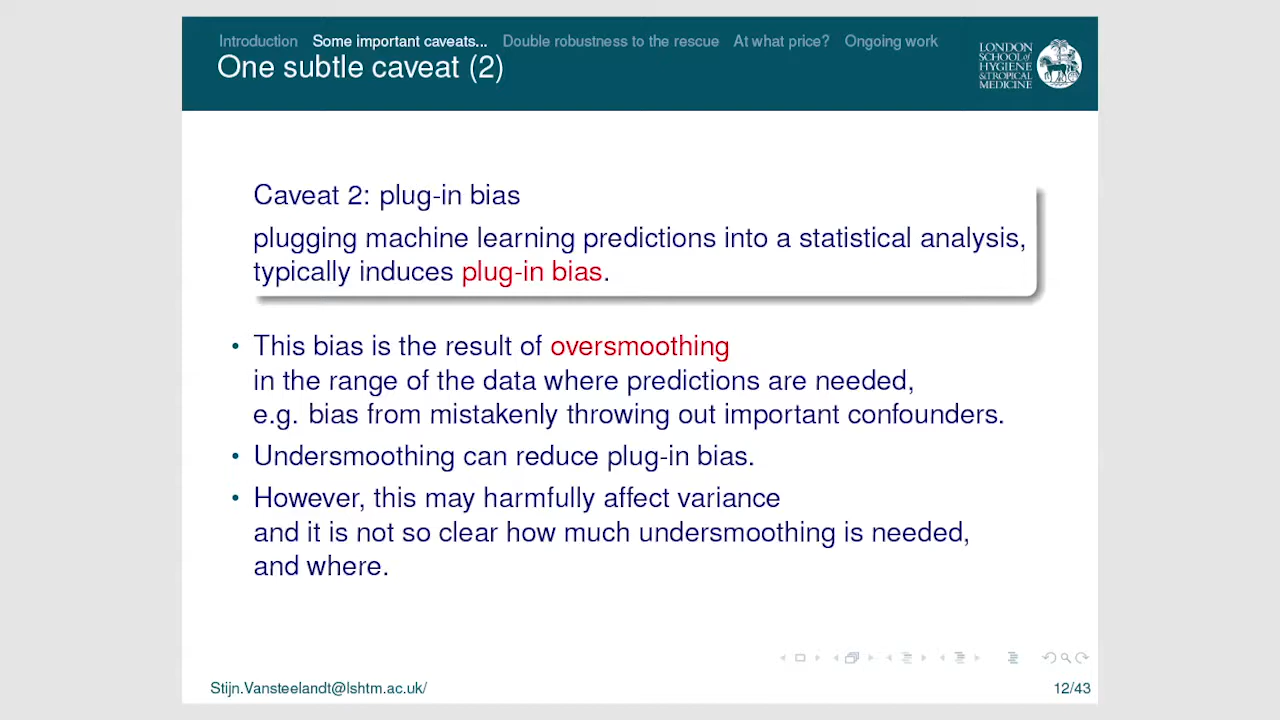 Introduction Some important caveats... Double robustness to the rescue At what price? Ongoing work
One subtle caveat (2)
LONDON
SCHOOL of
HYGIENE
&TROPICAL
MEDICINE
Caveat 2: plug-in bias
plugging machine learning predictions into a statistical analysis,
typically induces plug-in bias.
• This bias is the result of oversmoothing
in the range of the data where predictions are needed,
e.g. bias from mistakenly throwing out important confounders.
• Undersmoothing can reduce plug-in bias.
• However, this may harmfully affect variance
and it is not so clear how much undersmoothing is needed,
and where.
Stijn.Vansteelandt@lshtm.ac.uk/
12/43